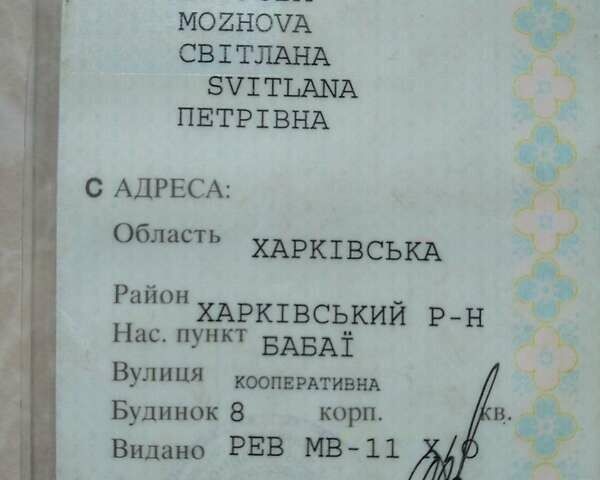 MOZHOVA
СВІТЛАНА
SVITLANA
ПЕТРІВНА
С АДРЕСА:
Область ХАРКІВСЬКА
Район ХАРКІВСЬКИЙ Р-Н
Нас. пункт БАБАЇ
Вулиця КООПЕРАТИВНА
Будинок 8 корп. кв.
Видано РЕВ МВ-11 Х/О